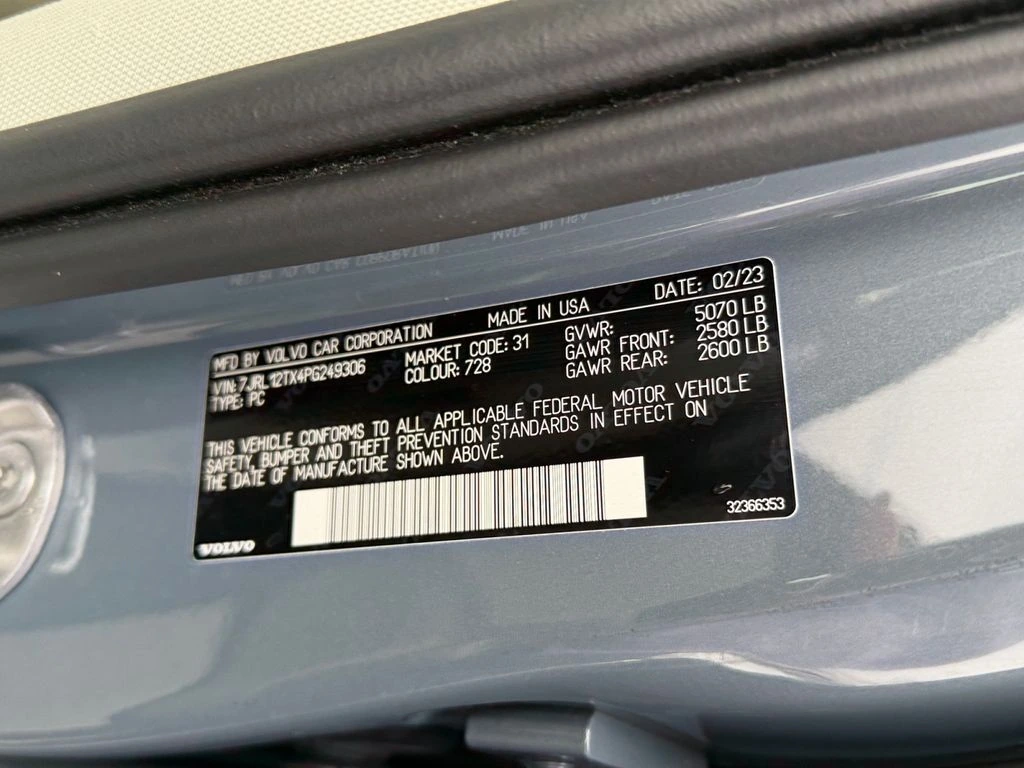 MFD BY VOLVO CAR CORPORATION MADE IN USA DATE: 02/23
VIN: 7JRL12TX4PG249306 MARKET CODE: 31 GVWR: 5070 LB
TYPE: PC COLOUR: 728 GAWR FRONT: 2580 LB
GAWR REAR: 2600 LB
THIS VEHICLE CONFORMS TO ALL APPLICABLE FEDERAL MOTOR VEHICLE
SAFETY, BUMPER AND THEFT PREVENTION STANDARDS IN EFFECT ON
THE DATE OF MANUFACTURE SHOWN ABOVE.
VOLVO 32366353